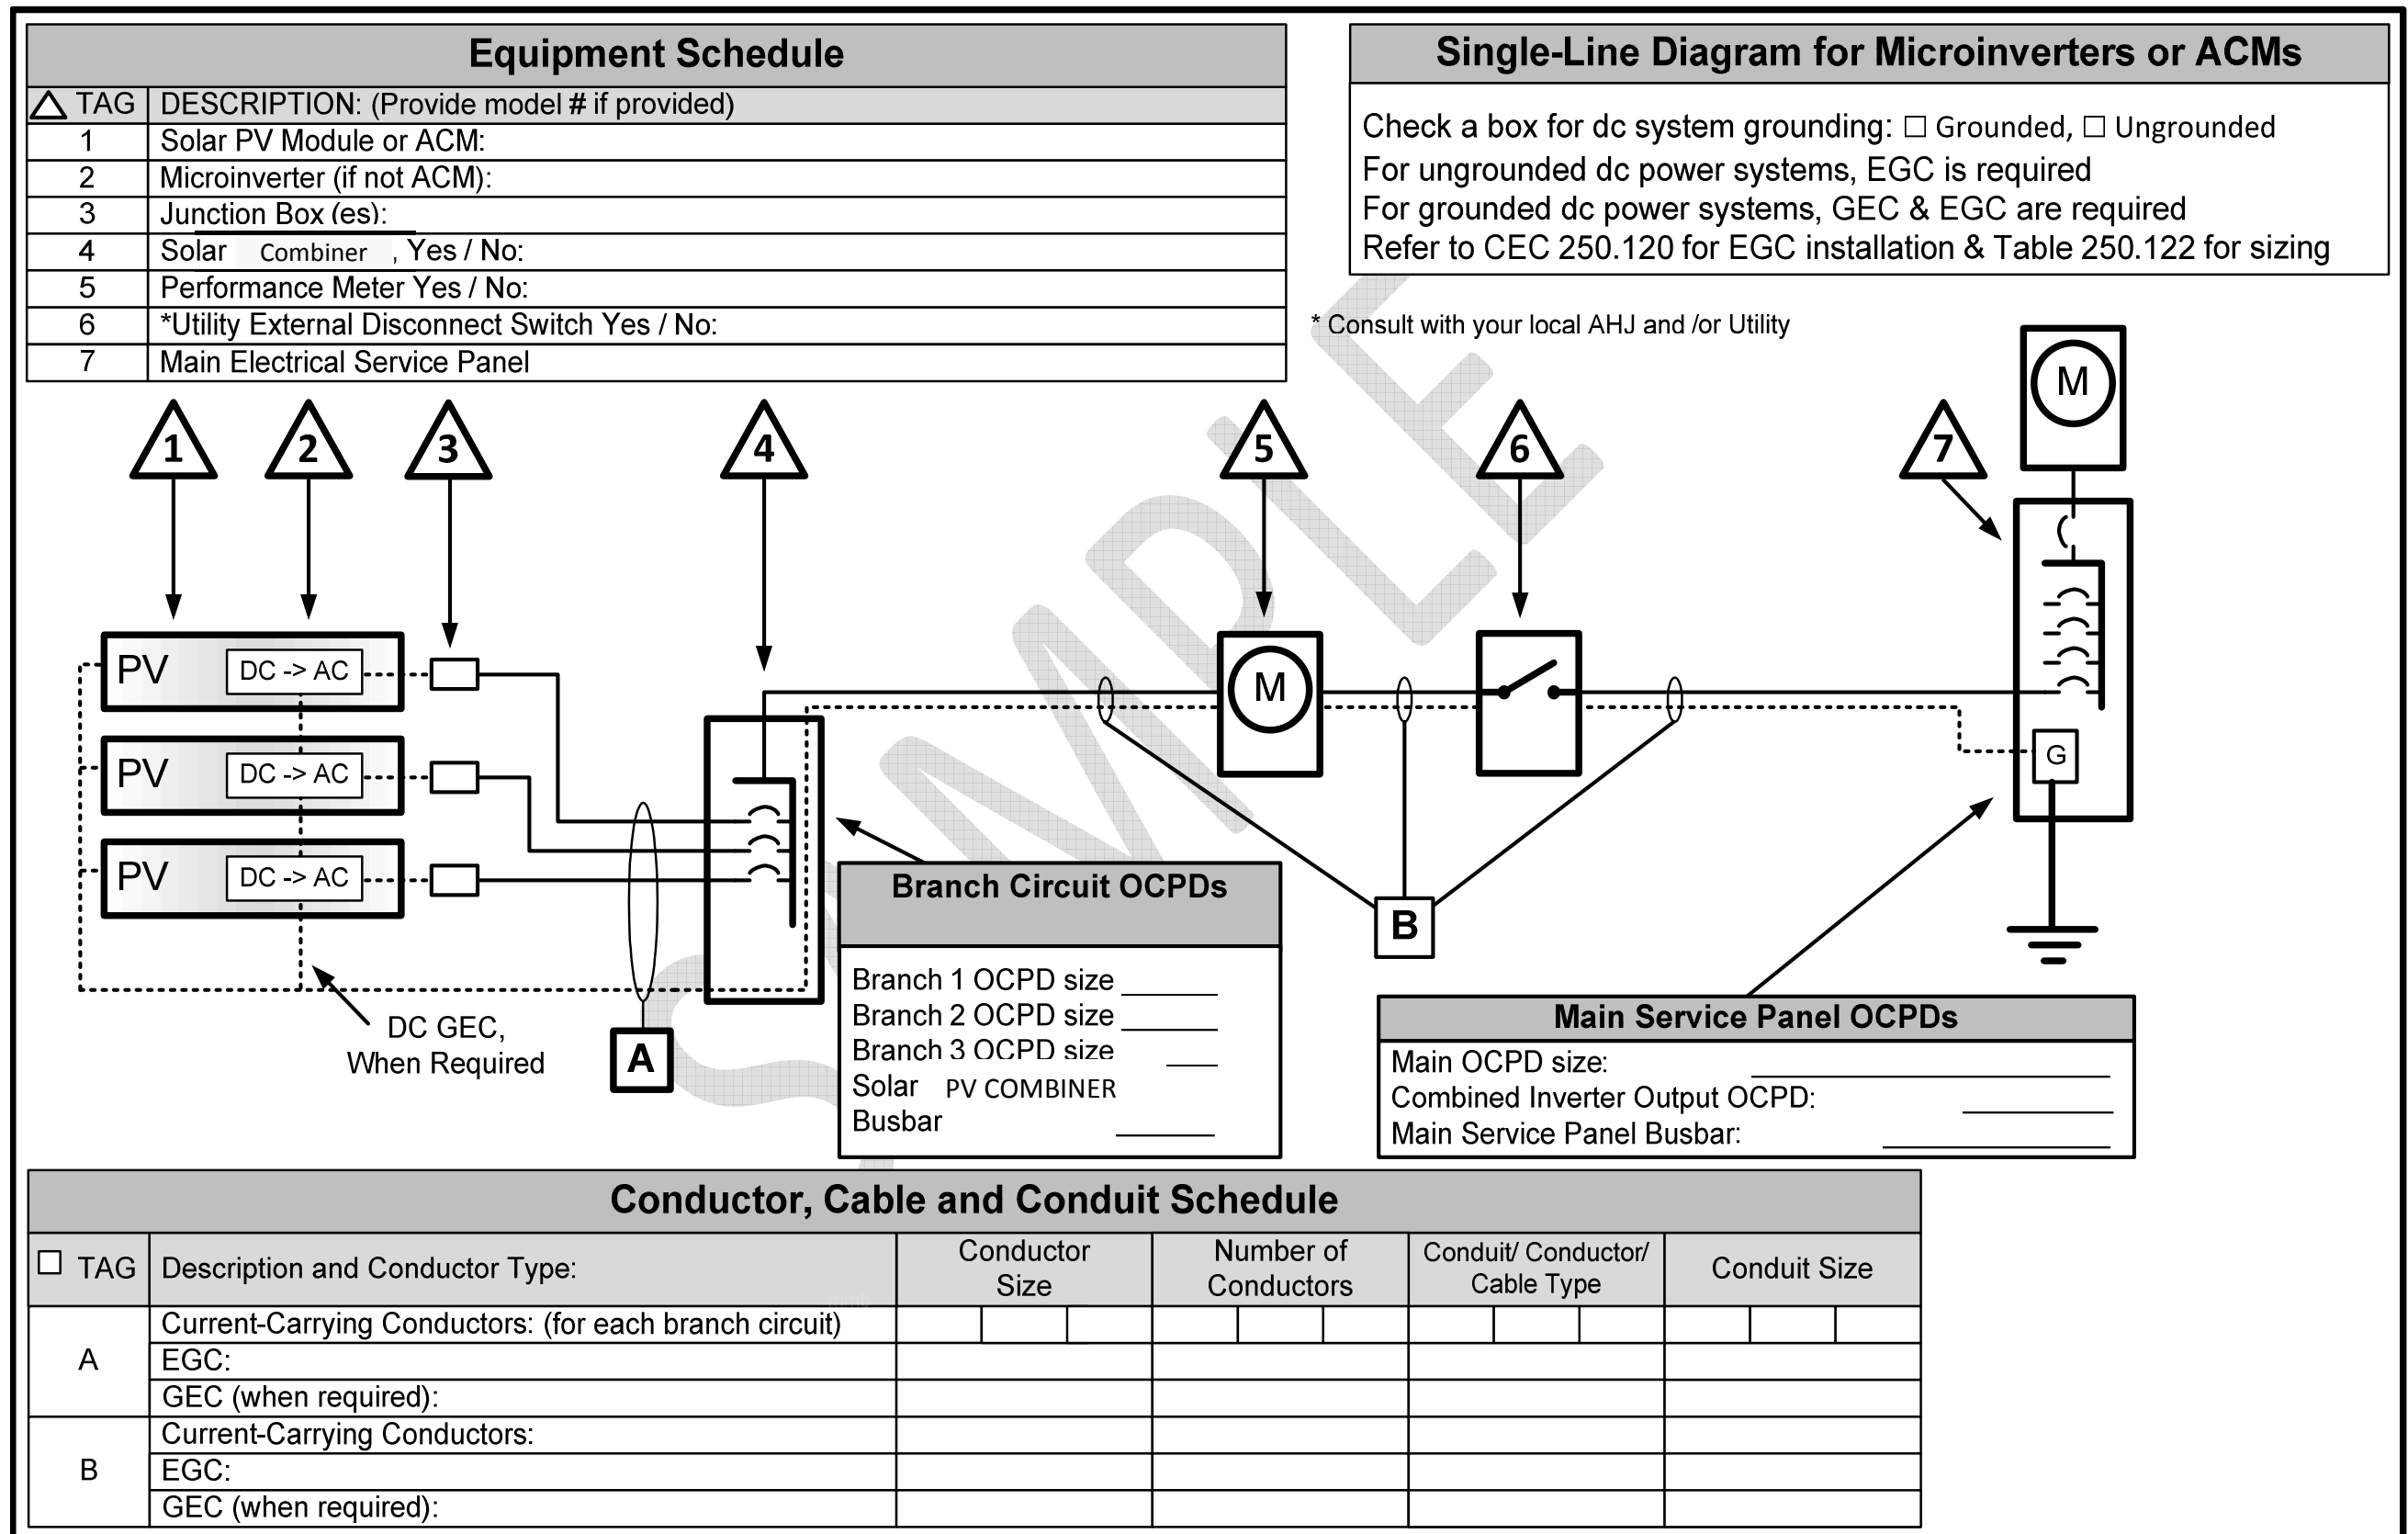 Equipment Schedule
TAG DESCRIPTION: (Provide model # if provided)
1 Solar PV Module or ACM:
2 Microinverter (if not ACM):
3 Junction Box (es):
4 Solar Combiner , Yes / No:
5 Performance Meter Yes / No:
6 *Utility External Disconnect Switch Yes / No:
7 Main Electrical Service Panel
Single-Line Diagram for Microinverters or ACMs
Check a box for dc system grounding: ☐ Grounded, ☐ Ungrounded
For ungrounded dc power systems, EGC is required
For grounded dc power systems, GEC & EGC are required
Refer to CEC 250.120 for EGC installation & Table 250.122 for sizing
* Consult with your local AHJ and /or Utility
SAMPLE
1 2 3 4 5 6 7
M
PV DC -> AC
PV DC -> AC
PV DC -> AC
M
G
DC GEC,
When Required
A
B
Branch Circuit OCPDs
Branch 1 OCPD size ______
Branch 2 OCPD size ______
Branch 3 OCPD size ___
Solar PV COMBINER
Busbar ______
Main Service Panel OCPDs
Main OCPD size: ______
Combined Inverter Output OCPD: ______
Main Service Panel Busbar: ______
Conductor, Cable and Conduit Schedule
☐ TAG Description and Conductor Type: Conductor Size Number of Conductors Conduit/ Conductor/ Cable Type Conduit Size
A Current-Carrying Conductors: (for each branch circuit)
EGC:
GEC (when required):
B Current-Carrying Conductors:
EGC:
GEC (when required):